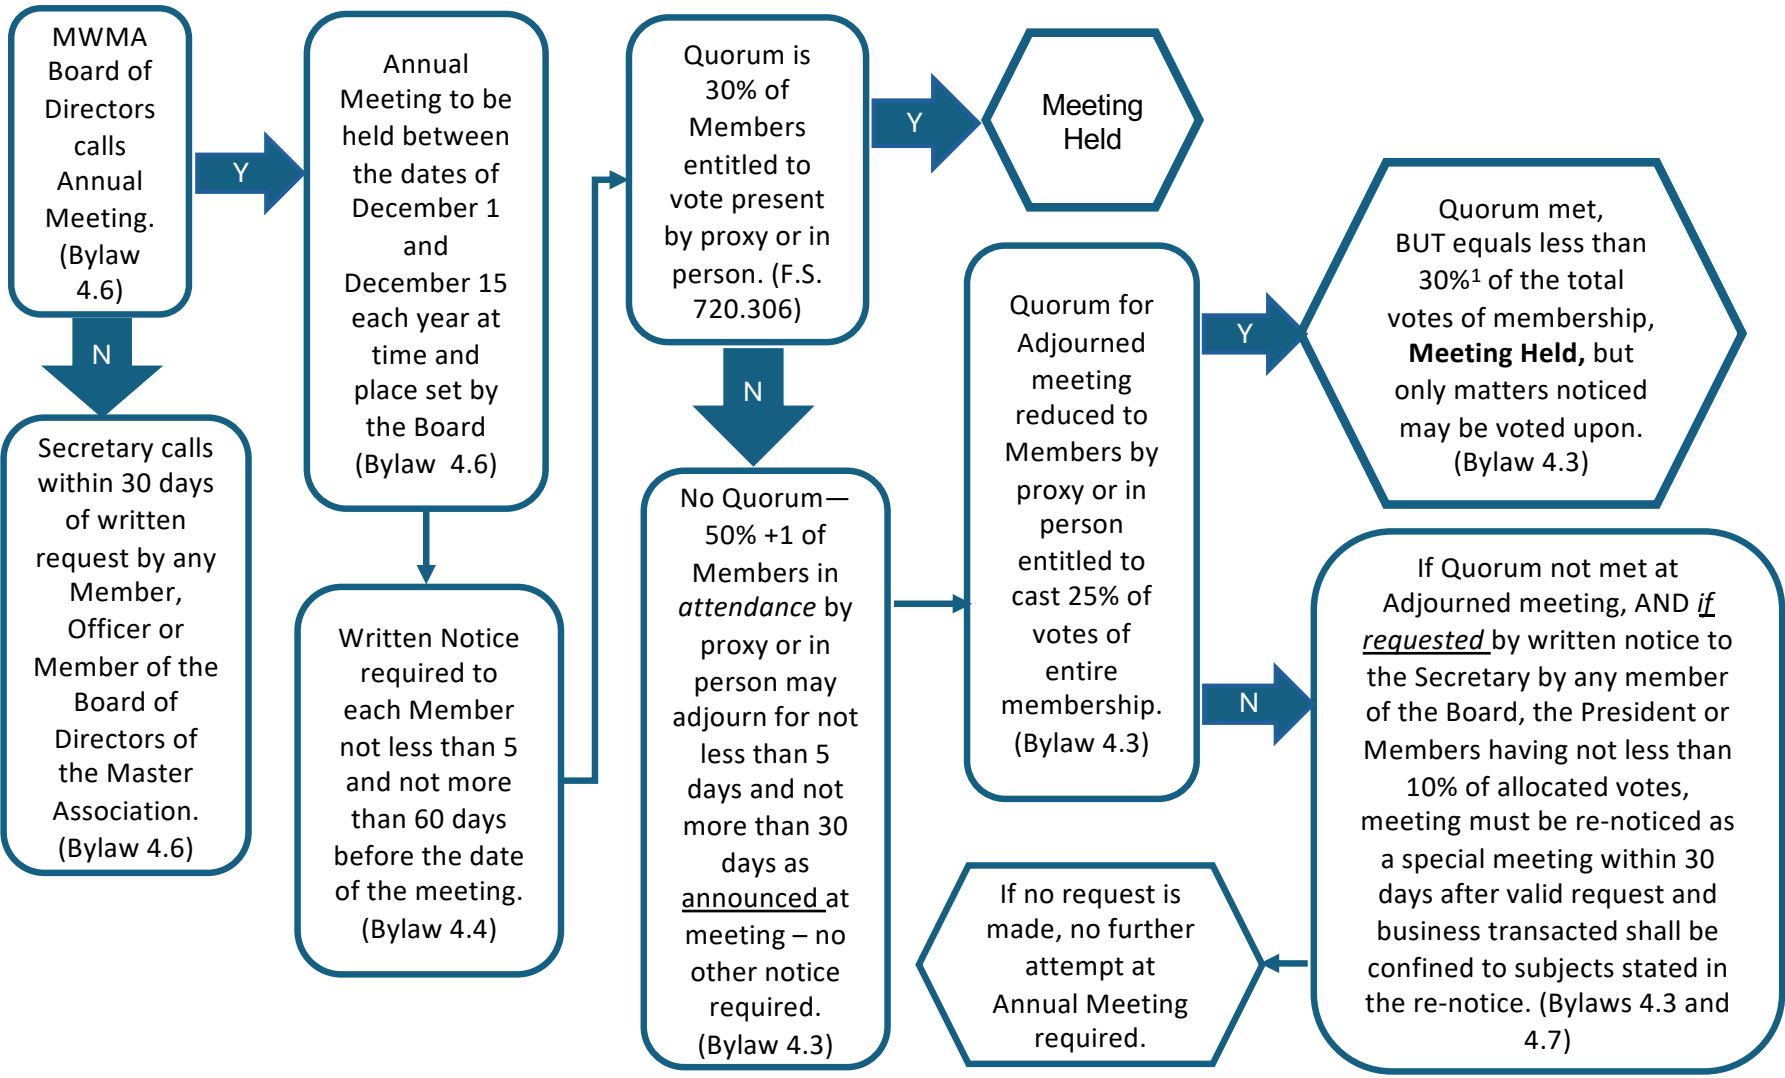 MWMA
Board of
Directors
calls
Annual
Meeting.
(Bylaw
4.6)
Y
N
Secretary calls
within 30 days
of written
request by any
Member,
Officer or
Member of the
Board of
Directors of
the Master
Association.
(Bylaw 4.6)
Annual
Meeting to be
held between
the dates of
December 1
and
December 15
each year at
time and
place set by
the Board
(Bylaw 4.6)
Written Notice
required to
each Member
not less than 5
and not more
than 60 days
before the date
of the meeting.
(Bylaw 4.4)
Quorum is
30% of
Members
entitled to
vote present
by proxy or in
person. (F.S.
720.306)
Y
Meeting
Held
N
No Quorum—
50% +1 of
Members in
attendance by
proxy or in
person may
adjourn for not
less than 5
days and not
more than 30
days as
announced at
meeting – no
other notice
required.
(Bylaw 4.3)
Quorum for
Adjourned
meeting
reduced to
Members by
proxy or in
person
entitled to
cast 25% of
votes of
entire
membership.
(Bylaw 4.3)
Y
Quorum met,
BUT equals less than
30%¹ of the total
votes of membership,
Meeting Held, but
only matters noticed
may be voted upon.
(Bylaw 4.3)
N
If Quorum not met at
Adjourned meeting, AND if
requested by written notice to
the Secretary by any member
of the Board, the President or
Members having not less than
10% of allocated votes,
meeting must be re-noticed as
a special meeting within 30
days after valid request and
business transacted shall be
confined to subjects stated in
the re-notice. (Bylaws 4.3 and
4.7)
If no request is
made, no further
attempt at
Annual Meeting
required.